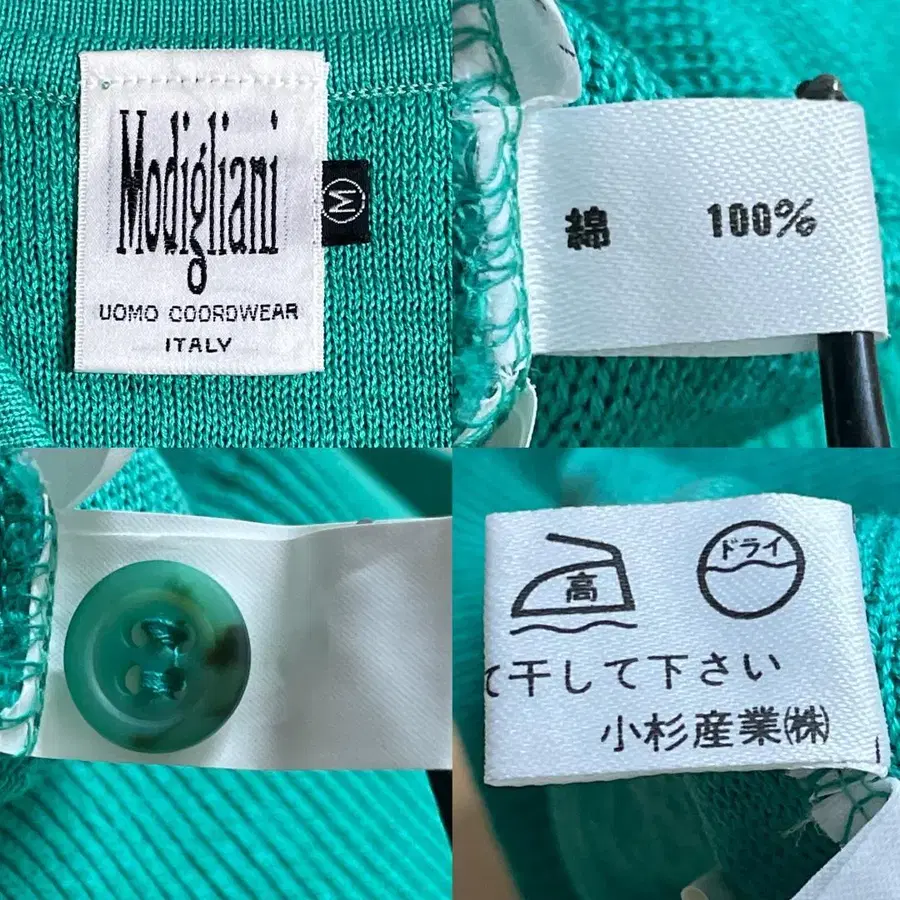 Modigliani
M
UOMO COORDWEAR
ITALY
綿 100%
高
ドライ
て干して下さい
小杉産業㈱